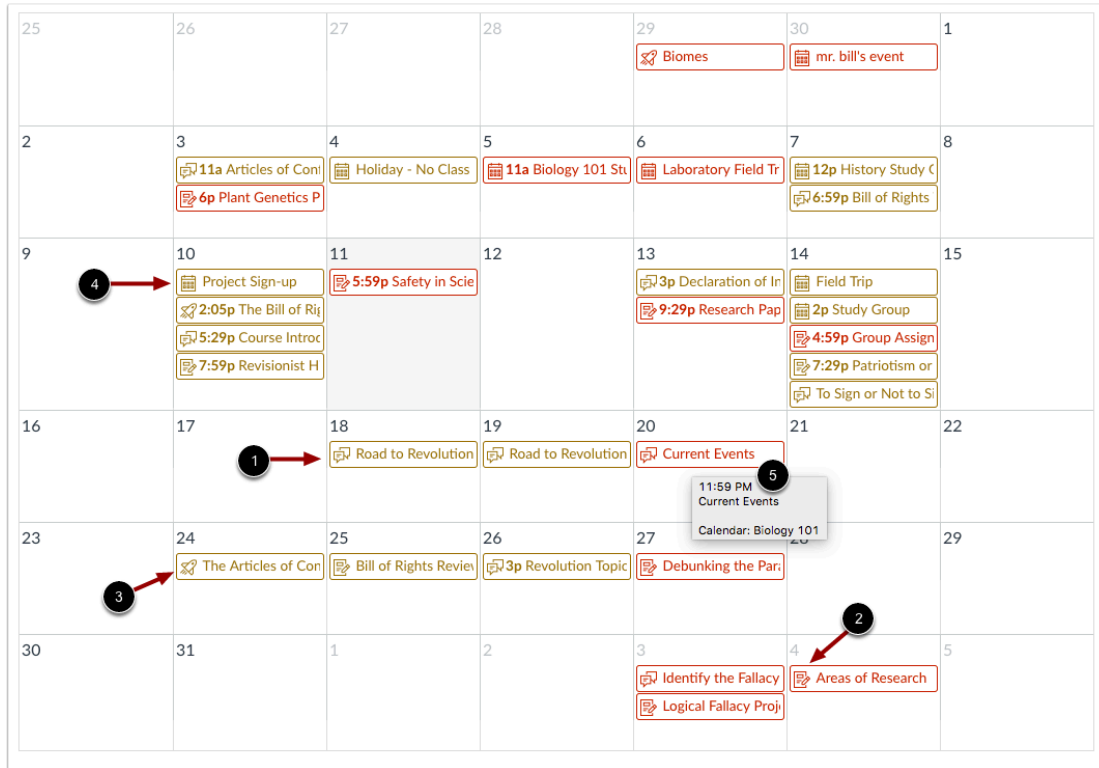 25 26 27 28 29 30 1
Biomes
mr. bill's event
2 3 4 5 6 7 8
11a Articles of Con
Holiday - No Class
11a Biology 101 Stu
Laboratory Field Tr
12p History Study
6p Plant Genetics P
6:59p Bill of Rights
9 10 11 12 13 14 15
4
Project Sign-up
5:59p Safety in Scie
3p Declaration of In
Field Trip
2:05p The Bill of Rig
9:29p Research Pap
2p Study Group
5:29p Course Introd
4:59p Group Assign
7:59p Revisionist H
7:29p Patriotism or
To Sign or Not to Si
16 17 18 19 20 21 22
1
Road to Revolution
Road to Revolution
Current Events
5
11:59 PM
Current Events
Calendar: Biology 101
23 24 25 26 27 28 29
3
The Articles of Con
Bill of Rights Review
3p Revolution Topic
Debunking the Para
2
30 31 1 2 3 4 5
Identify the Fallacy
Areas of Research
Logical Fallacy Proj